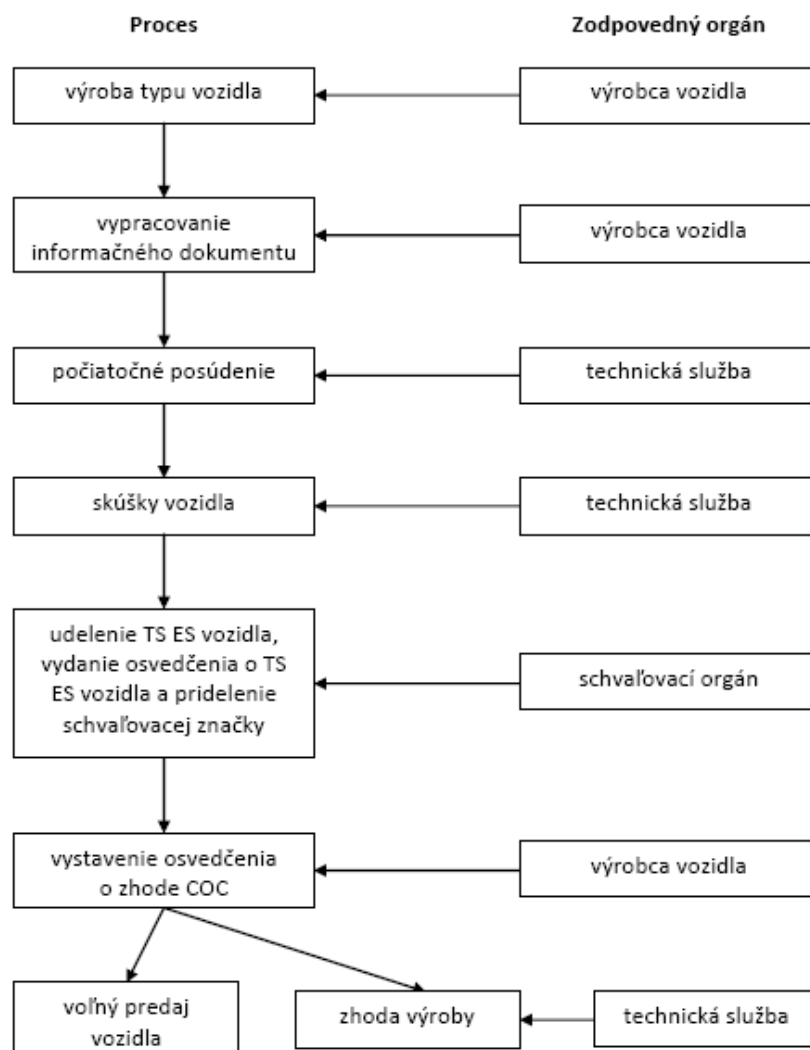 Proces
Zodpovedný orgán
výroba typu vozidla
výrobca vozidla
vypracovanie
informačného dokumentu
výrobca vozidla
počiatočné posúdenie
technická služba
skúšky vozidla
technická služba
udelenie TS ES vozidla,
vydanie osvedčenia o TS
ES vozidla a pridelenie
schvaľovacej značky
schvaľovací orgán
vystavenie osvedčenia
o zhode COC
výrobca vozidla
voľný predaj
vozidla
zhoda výroby
technická služba